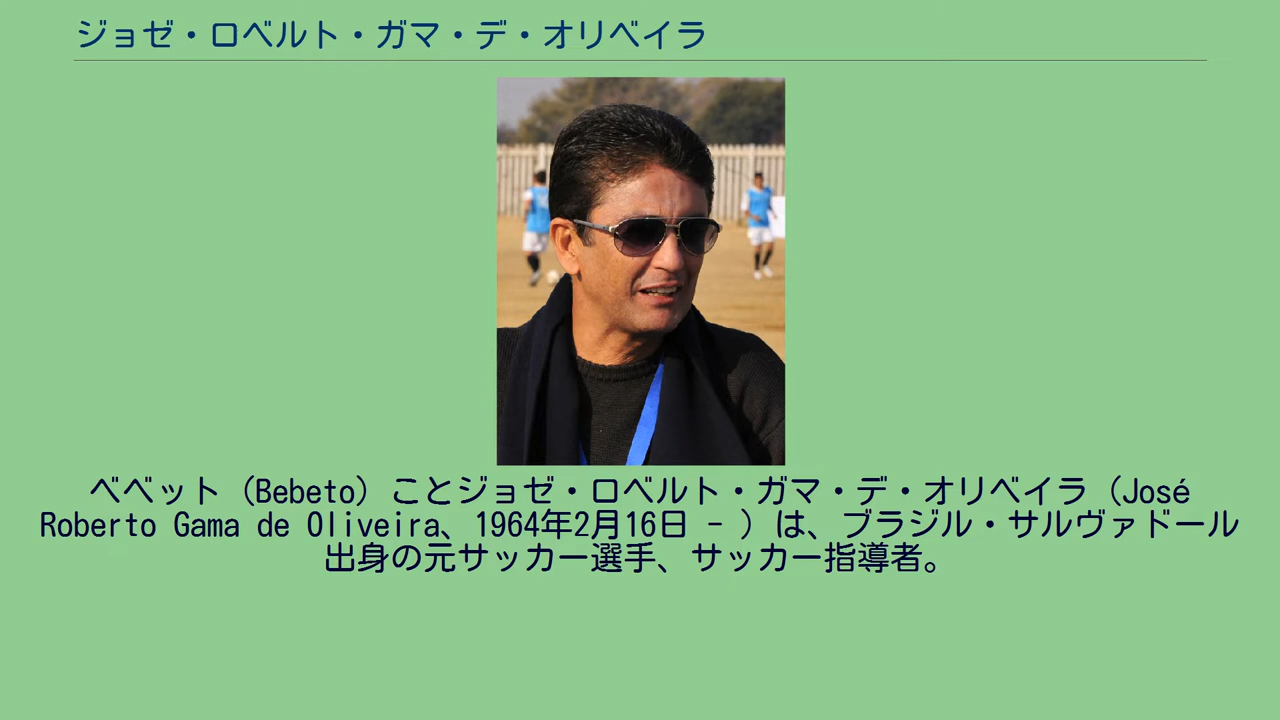 ジョゼ・ロベルト・ガマ・デ・オリベイラ
ベベット（Bebeto）ことジョゼ・ロベルト・ガマ・デ・オリベイラ（José
Roberto Gama de Oliveira、1964年2月16日 - ）は、ブラジル・サルヴァドール
出身の元サッカー選手、サッカー指導者。